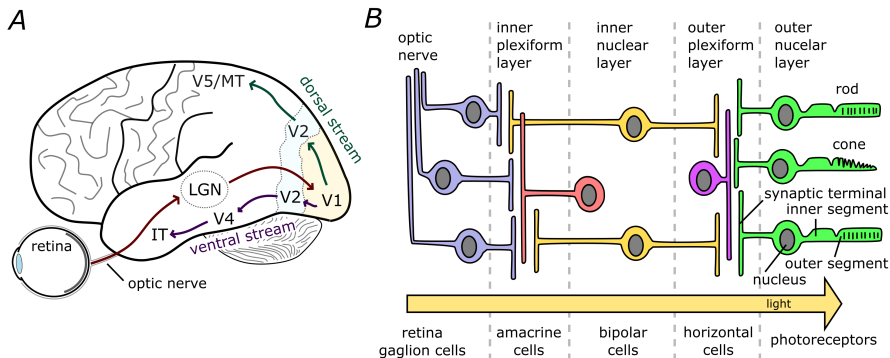 A
V5/MT
dorsal stream
V2
LGN
V2
V1
V4
IT
ventral stream
retina
optic nerve
B
optic
nerve
inner
plexiform
layer
inner
nuclear
layer
outer
plexiform
layer
outer
nucelar
layer
rod
cone
synaptic terminal
inner segment
outer segment
nucleus
light
retina
gaglion cells
amacrine
cells
bipolar
cells
horizontal
cells
photoreceptors